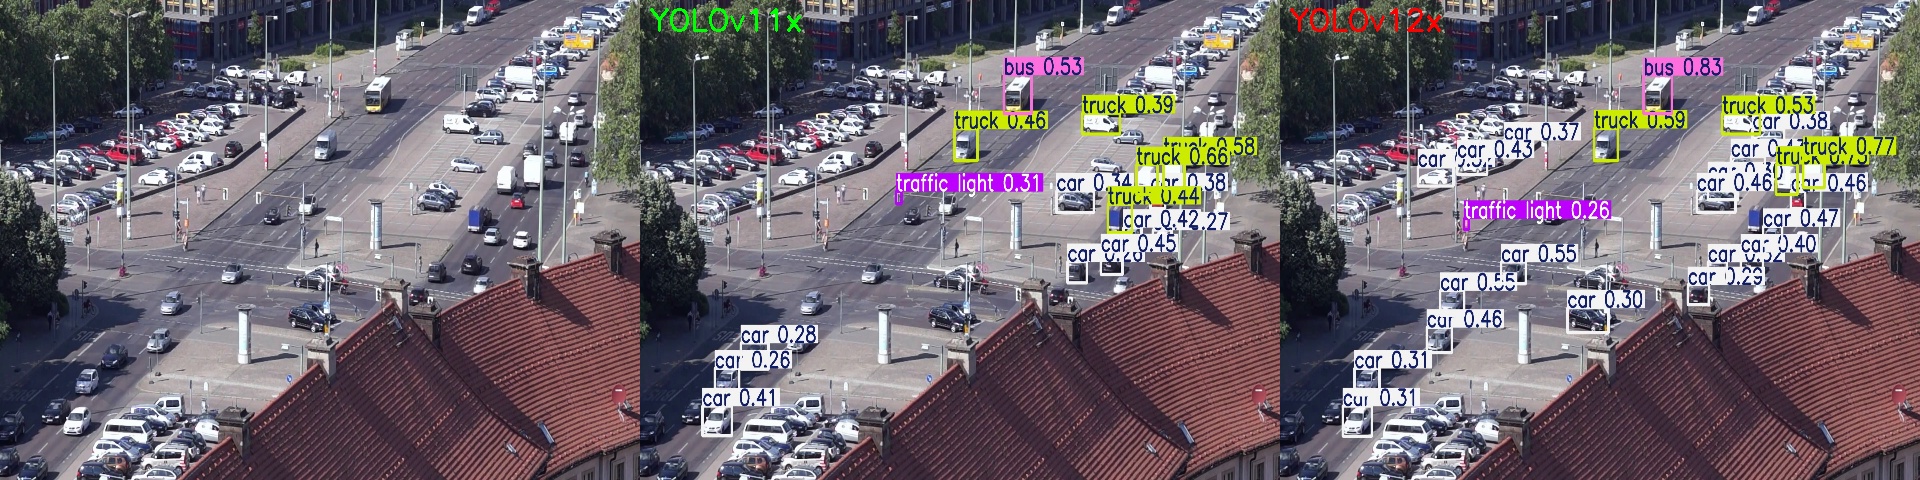 YOLOv11x
bus 0.53
truck 0.39
truck 0.46
0.58
truck 0.66
traffic light 0.31
car 0.34
0.38
truck 0.44
car 0.42
.27
car 0.45
car
car 0.28
car 0.26
car 0.41
YOLOv12x
bus 0.83
truck 0.53
truck 0.59
0.38
car 0.37
car 0.43
car
truck 0.77
car 0.46
0.46
traffic light 0.26
car 0.47
car 0.40
car 0.55
car
0.29
car 0.55
car 0.30
car 0.46
car 0.31
car 0.31